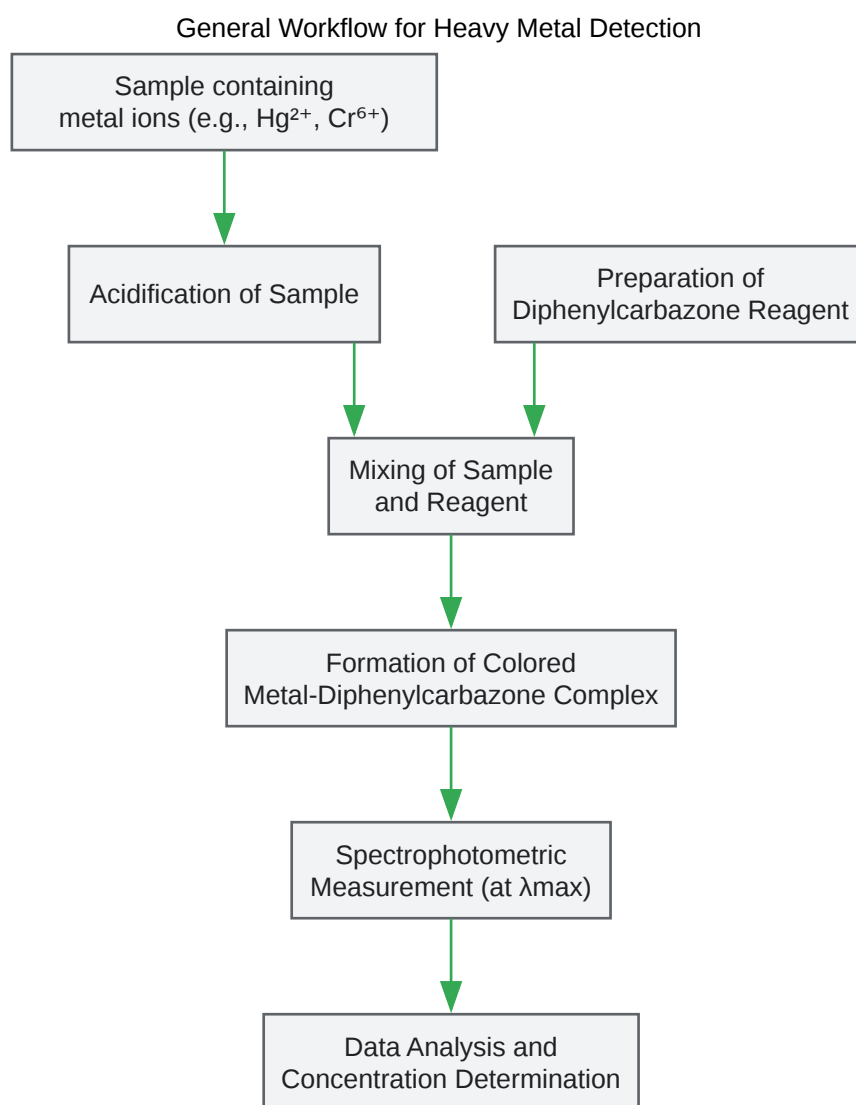 General Workflow for Heavy Metal Detection
Sample containing
metal ions (e.g., Hg²⁺, Cr⁶⁺)
Acidification of Sample
Preparation of
Diphenylcarbazone Reagent
Mixing of Sample
and Reagent
Formation of Colored
Metal-Diphenylcarbazone Complex
Spectrophotometric
Measurement (at λmax)
Data Analysis and
Concentration Determination